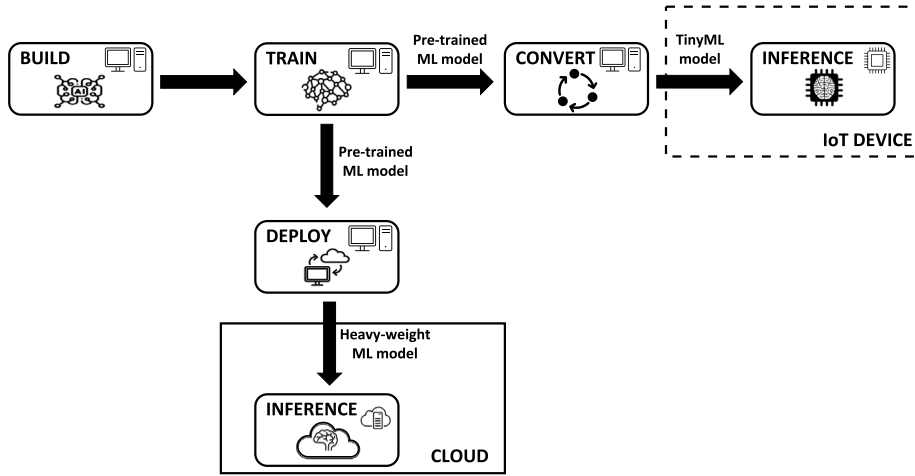 BUILD
TRAIN
Pre-trained
ML model
CONVERT
TinyML
model
INFERENCE
IoT DEVICE
AI
Pre-trained
ML model
DEPLOY
Heavy-weight
ML model
INFERENCE
CLOUD